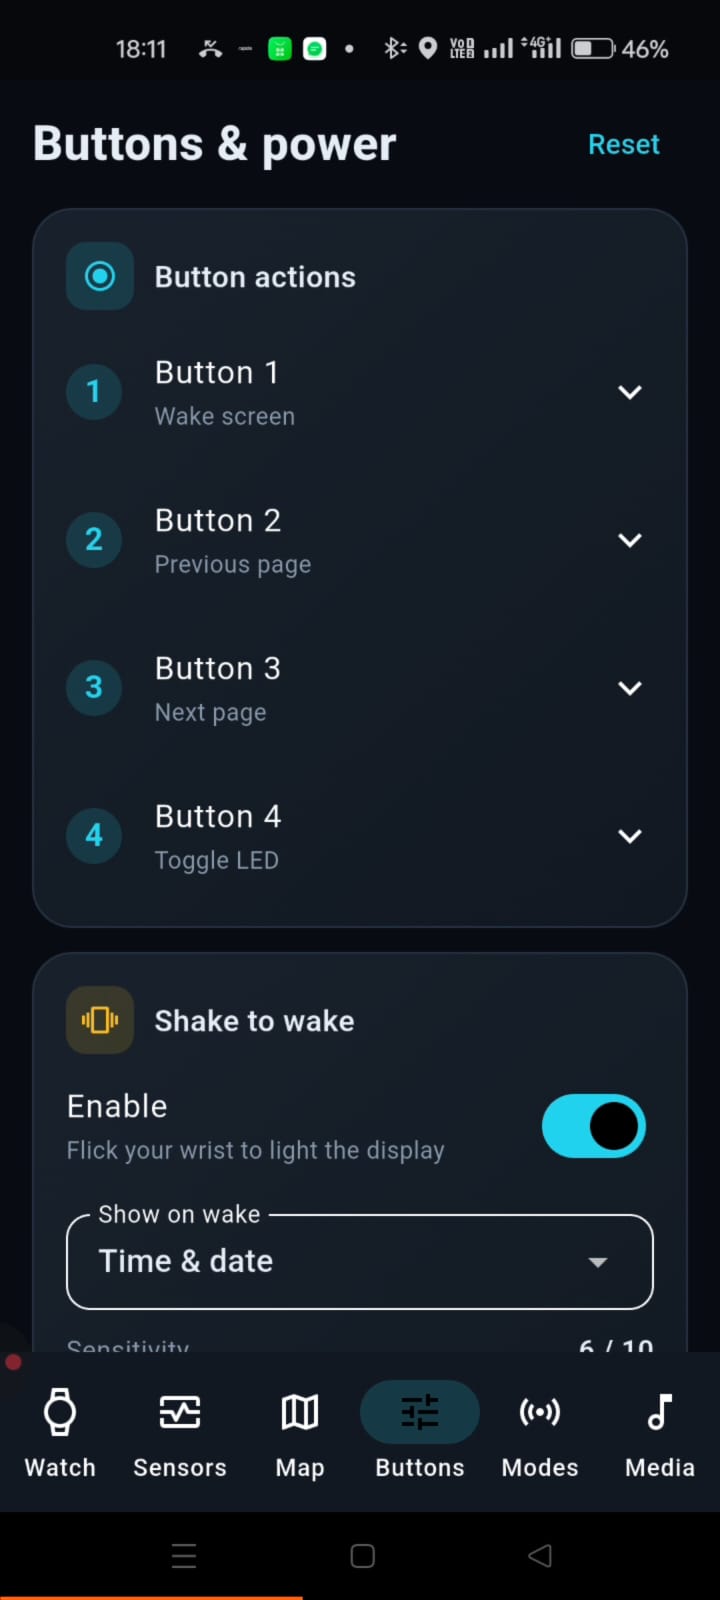 18:11
46%
Buttons & power
Reset
Button actions
1
Button 1
Wake screen
2
Button 2
Previous page
3
Button 3
Next page
4
Button 4
Toggle LED
Shake to wake
Enable
Flick your wrist to light the display
Show on wake
Time & date
Sensitivity
6 / 10
Watch
Sensors
Map
Buttons
Modes
Media